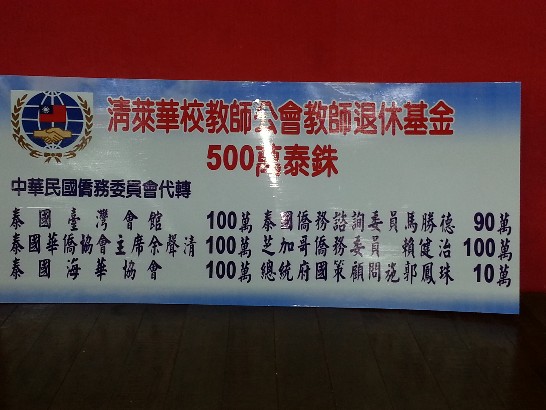 清萊華校教師公會教師退休基金
500萬泰銖
中華民國僑務委員會代轉
泰國臺灣會館 100萬 泰國僑務諮詢委員馬勝德 90萬
泰國華僑協會主席余聲清 100萬 芝加哥僑務委員 賴健治 100萬
泰國海華協會 100萬 總統府國策顧問施郭鳳珠 10萬